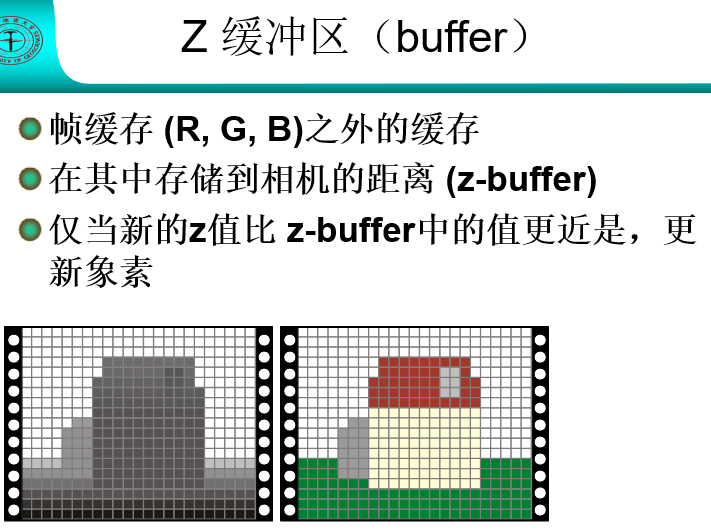 Z 缓冲区（buffer）
帧缓存 (R, G, B)之外的缓存
在其中存储到相机的距离 (z-buffer)
仅当新的z值比 z-buffer中的值更近是，更
新象素